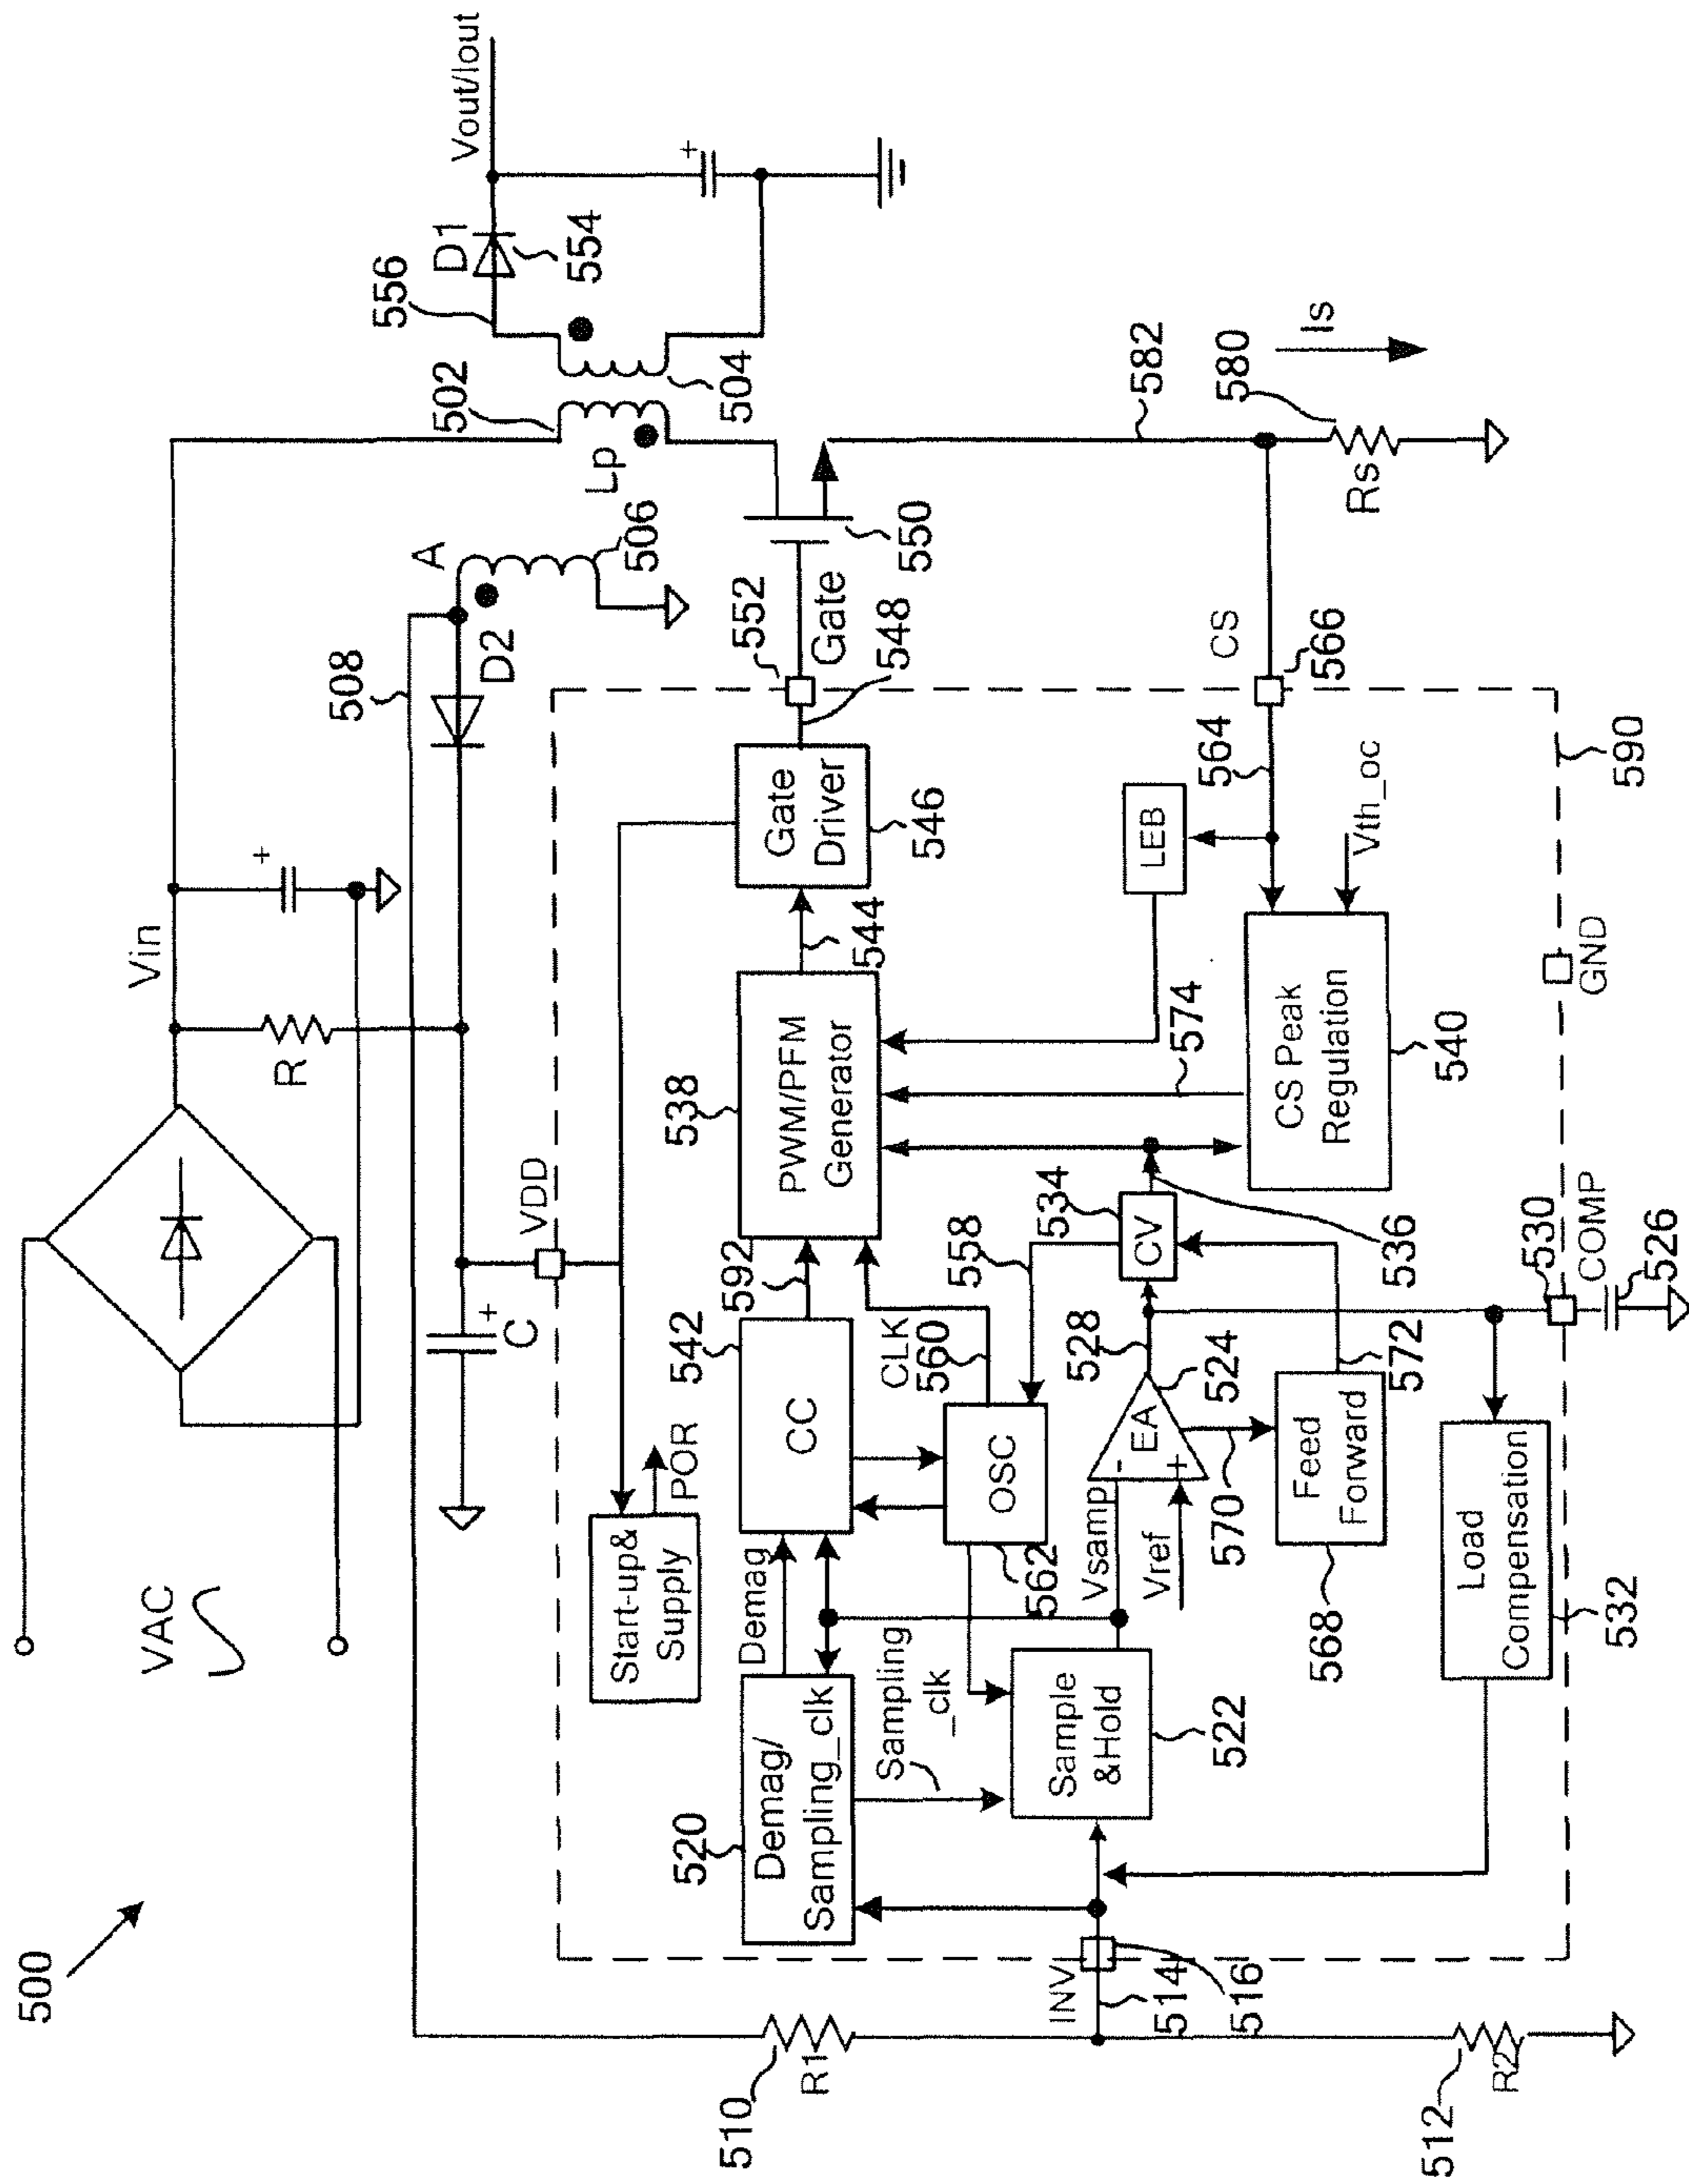 500
VAC
Vin
R
C
+
+
VDD
508
A
D2
506
502
Lp
504
556
D1
554
Vout/Iout
+
510
R1
512
R2
INV
514
516
520
Demag/
Sampling_clk
Demag
Start-up&
Supply
POR
542
CC
592
538
PWM/PFM
Generator
544
Gate
Driver
546
548
552
Gate
550
582
Sampling
_clk
Sample
&Hold
522
OSC
562
CLK
560
558
Vsamp
Vref
-
+
EA
524
528
534
CV
536
574
LEB
564
CS
566
580
Rs
Is
570
Feed
Forward
568
572
Load
Compensation
532
530
COMP
526
CS Peak
Regulation
540
Vth_oc
GND
590